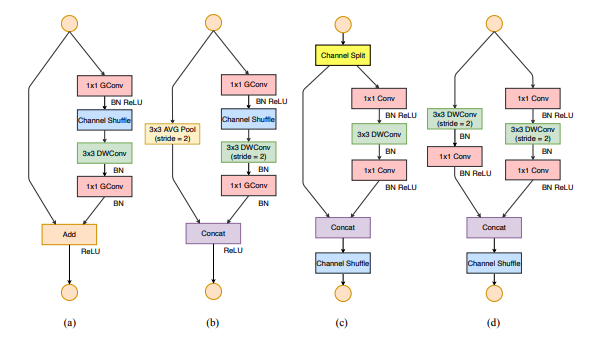 1x1 GConv
BN ReLU
Channel Shuffle
3x3 DWConv
BN
1x1 GConv
BN
Add
ReLU
(a)
3x3 AVG Pool
(stride = 2)
1x1 GConv
BN ReLU
Channel Shuffle
3x3 DWConv
(stride = 2)
BN
1x1 GConv
BN
Concat
ReLU
(b)
Channel Split
1x1 Conv
BN ReLU
3x3 DWConv
BN
1x1 Conv
BN ReLU
Concat
Channel Shuffle
(c)
3x3 DWConv
(stride = 2)
BN
1x1 Conv
BN ReLU
1x1 Conv
BN ReLU
3x3 DWConv
(stride = 2)
BN
1x1 Conv
BN ReLU
Concat
Channel Shuffle
(d)